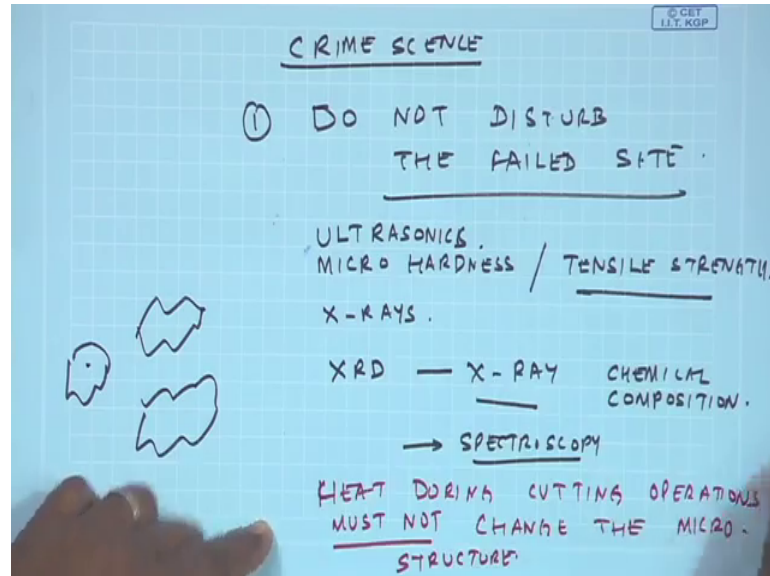 © CET
I.I.T. KGP
CRIME SCENLE
① DO NOT DISTURB
THE FAILED SITE.
ULTRASONICS.
MICRO HARDNESS / TENSILE STRENGTH.
X-RAYS.
XRD — X-RAY CHEMICAL
COMPOSITION.
→ SPECTROSCOPY
HEAT DURING CUTTING OPERATIONS
MUST NOT CHANGE THE MICRO-
STRUCTURE.